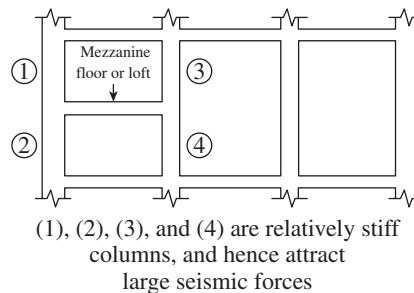 Mezzanine
floor or loft
1
3
2
4
(1), (2), (3), and (4) are relatively stiff
columns, and hence attract
large seismic forces